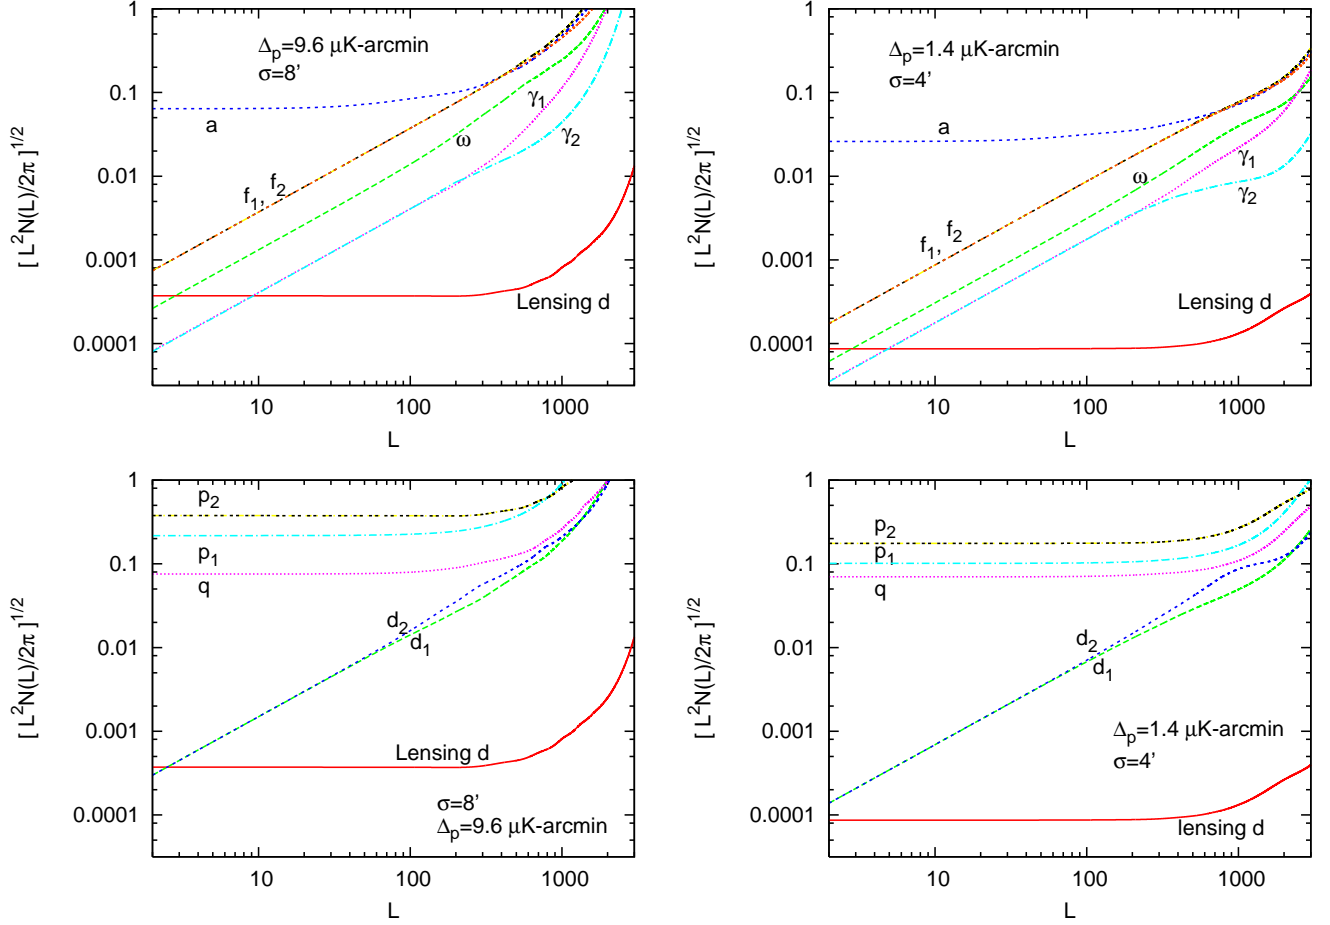 [ L²N(L)/2π ]^1/2
1
0.1
0.01
0.001
0.0001
10
100
1000
L
Δp=9.6 μK-arcmin
σ=8'
a
f1, f2
ω
γ1
γ2
Lensing d
[ L²N(L)/2π ]^1/2
1
0.1
0.01
0.001
0.0001
10
100
1000
L
Δp=1.4 μK-arcmin
σ=4'
a
f1, f2
ω
γ1
γ2
Lensing d
[ L²N(L)/2π ]^1/2
1
0.1
0.01
0.001
0.0001
10
100
1000
L
p2
p1
q
d2
d1
Lensing d
σ=8'
Δp=9.6 μK-arcmin
[ L²N(L)/2π ]^1/2
1
0.1
0.01
0.001
0.0001
10
100
1000
L
p2
p1
q
d2
d1
Δp=1.4 μK-arcmin
σ=4'
lensing d